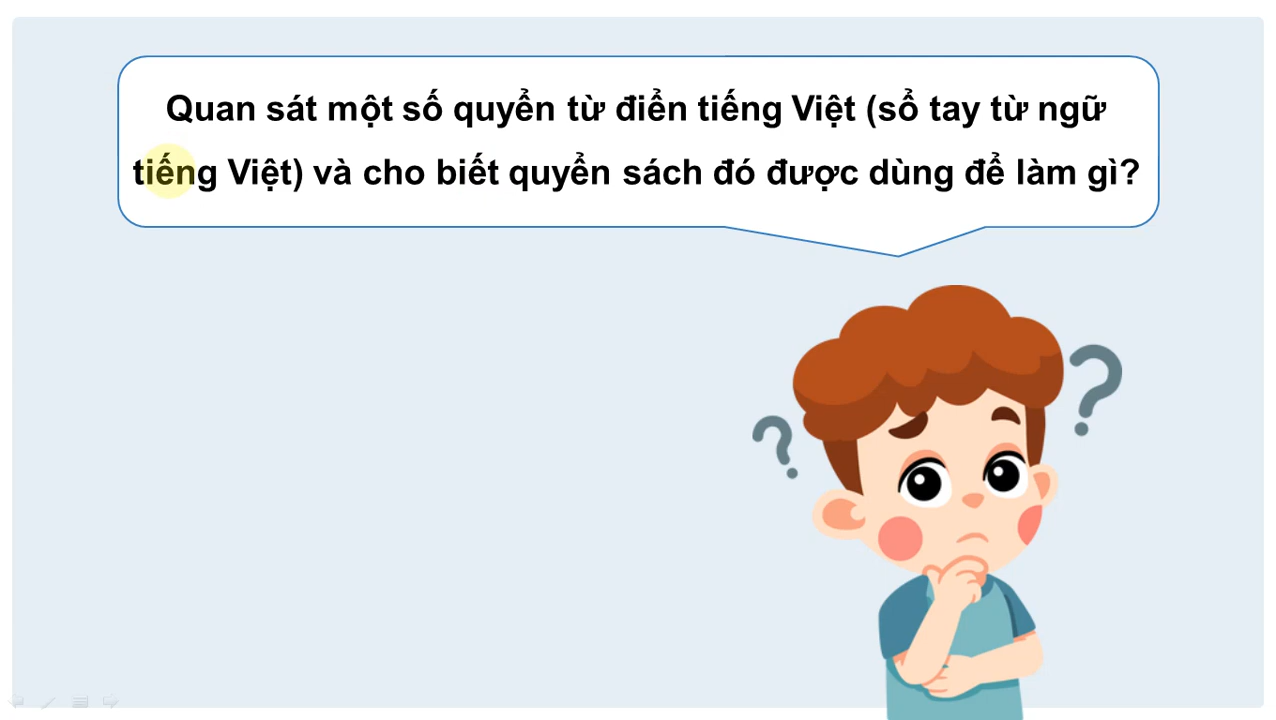 Quan sát một số quyển từ điển tiếng Việt (sổ tay từ ngữ
tiếng Việt) và cho biết quyển sách đó được dùng để làm gì?